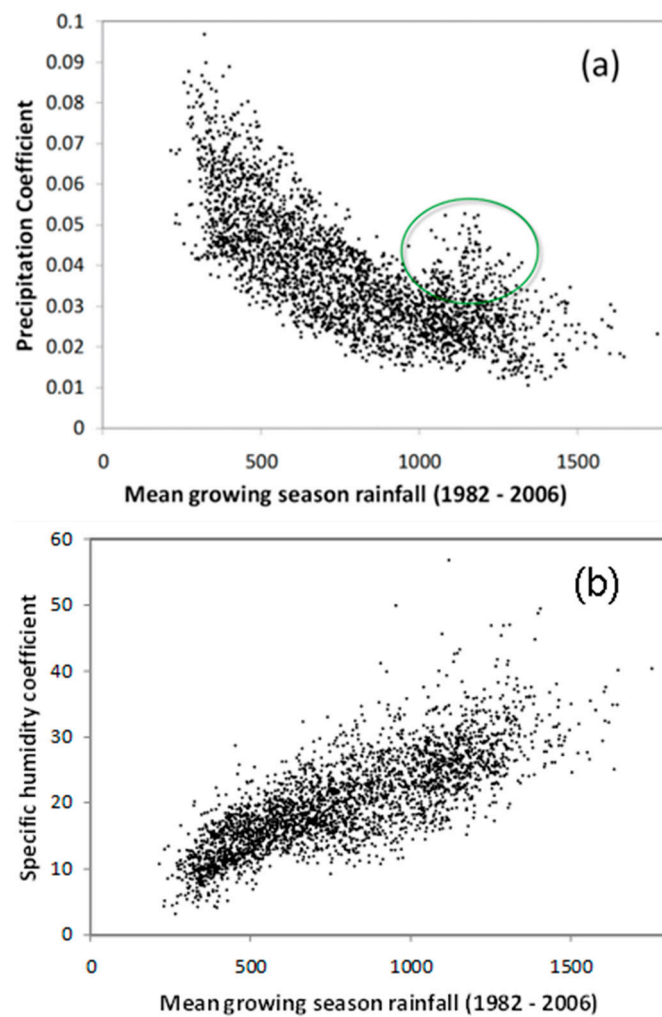 (a)
Precipitation Coefficient
0.1
0.09
0.08
0.07
0.06
0.05
0.04
0.03
0.02
0.01
0
0 500 1000 1500
Mean growing season rainfall (1982 - 2006)
(b)
Specific humidity coefficient
60
50
40
30
20
10
0
0 500 1000 1500
Mean growing season rainfall (1982 - 2006)